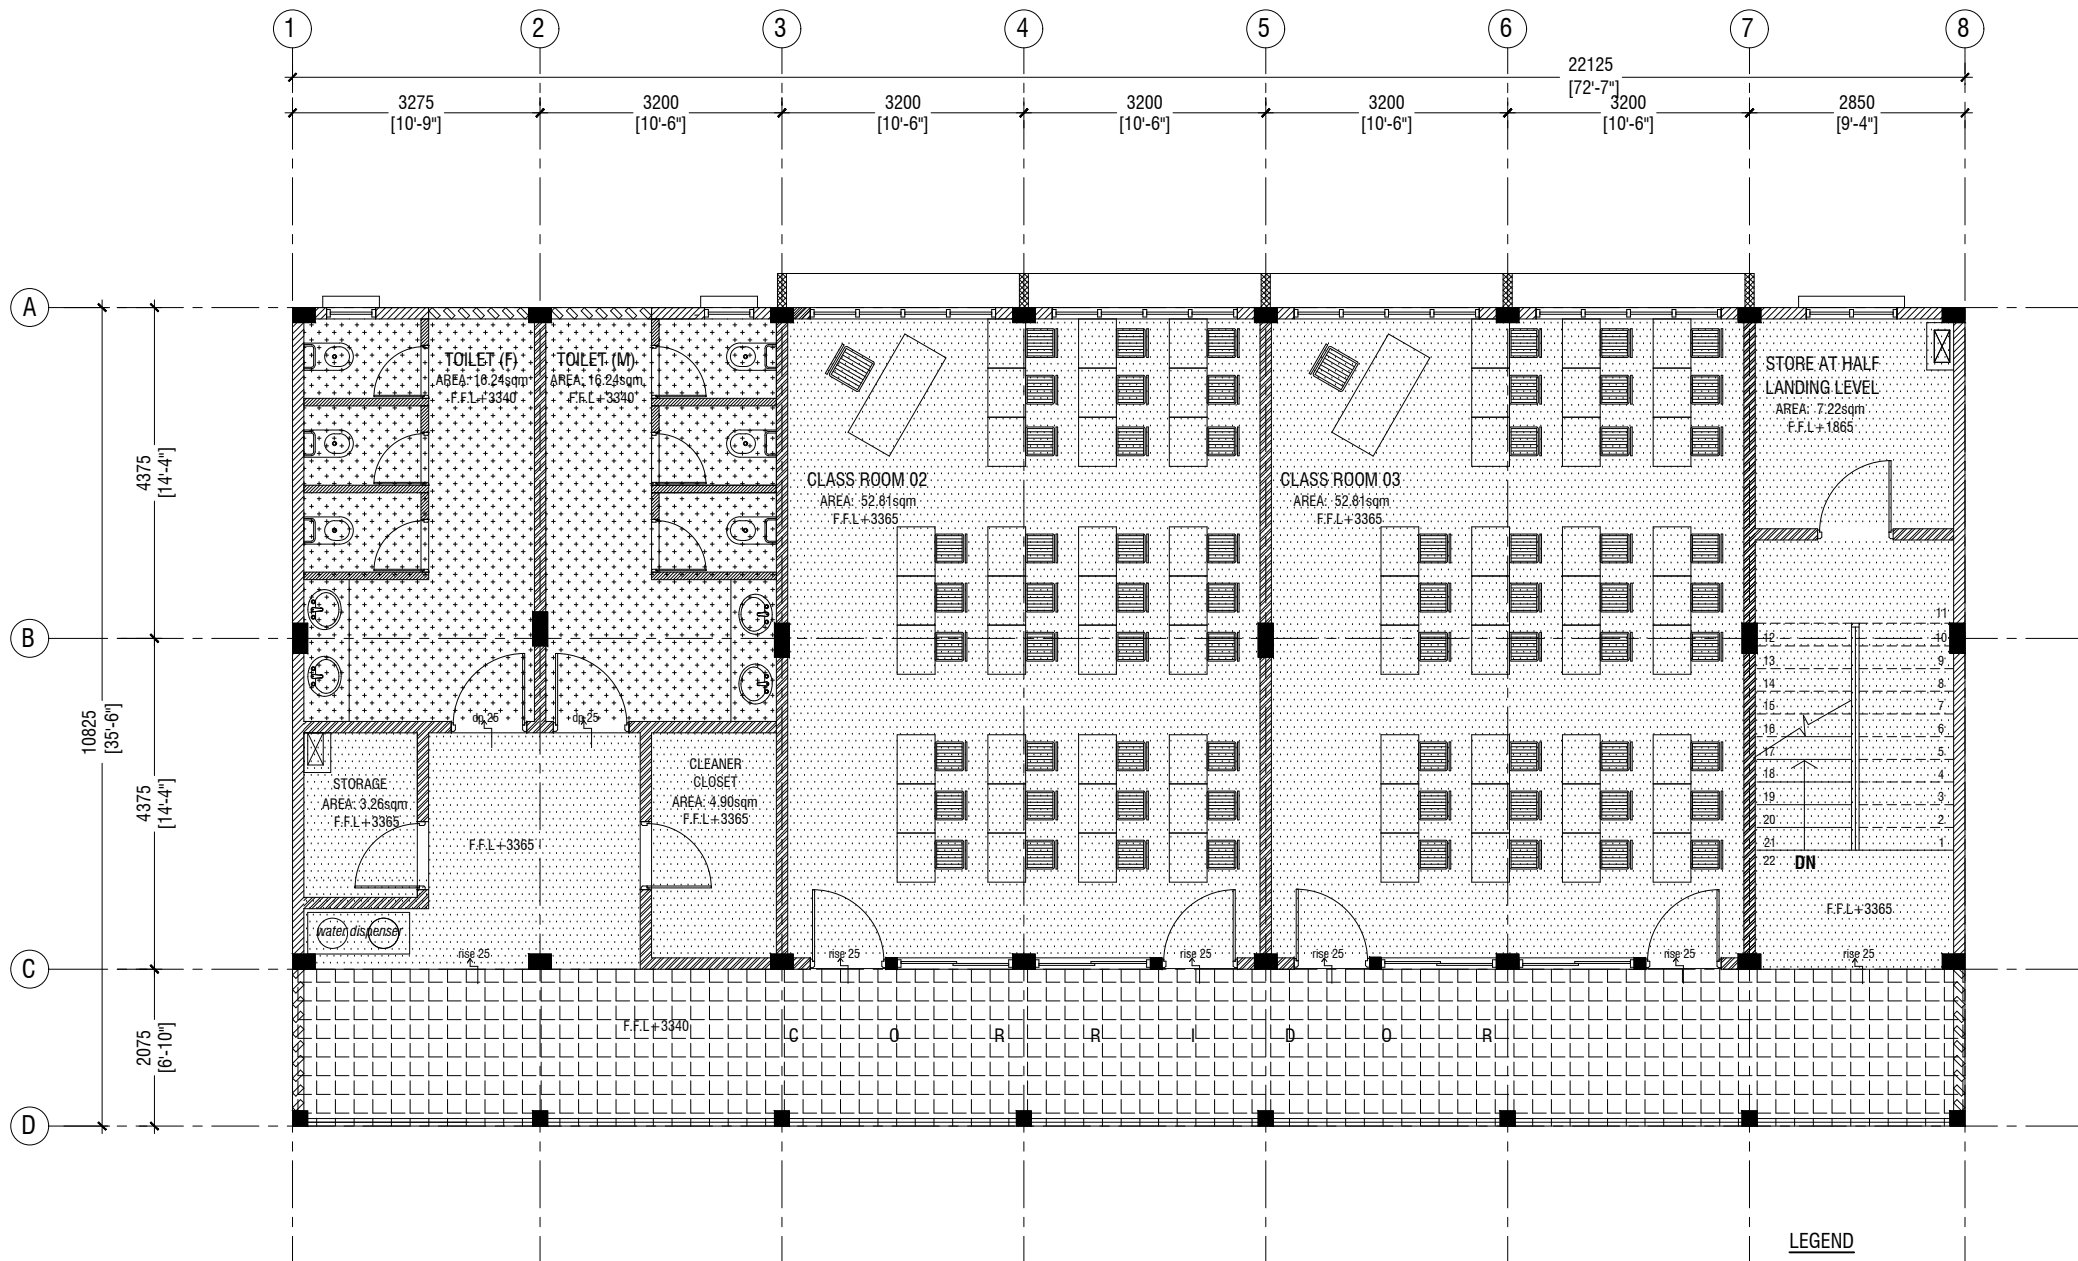 1 2 3 4 5 6 7 8
22125
[72'-7"]
3275 3200 3200 3200 3200 3200 2850
[10'-9"] [10'-6"] [10'-6"] [10'-6"] [10'-6"] [10'-6"] [9'-4"]
A
B
C
D
10825
[35'-6"]
4375
[14'-4"]
4375
[14'-4"]
2075
[6'-10"]
TOILET (F)
AREA: 16.24sqm
F.F.L+3340
TOILET (M)
AREA: 16.24sqm
F.F.L+3340
CLASS ROOM 02
AREA: 52.81sqm
F.F.L+3365
CLASS ROOM 03
AREA: 52.81sqm
F.F.L+3365
STORE AT HALF
LANDING LEVEL
AREA: 7.22sqm
F.F.L+1865
dp 25
dp 25
STORAGE
AREA: 3.26sqm
F.F.L+3365
F.F.L+3365
CLEANER
CLOSET
AREA: 4.90sqm
F.F.L+3365
water dispenser
11
12 10
13 9
14 8
15 7
16 6
17 5
18 4
19 3
20 2
21 1
22 DN
F.F.L+3365
rise 25
rise 25
rise 25
rise 25
rise 25
rise 25
F.F.L+3340
C O R R I D O R
LEGEND